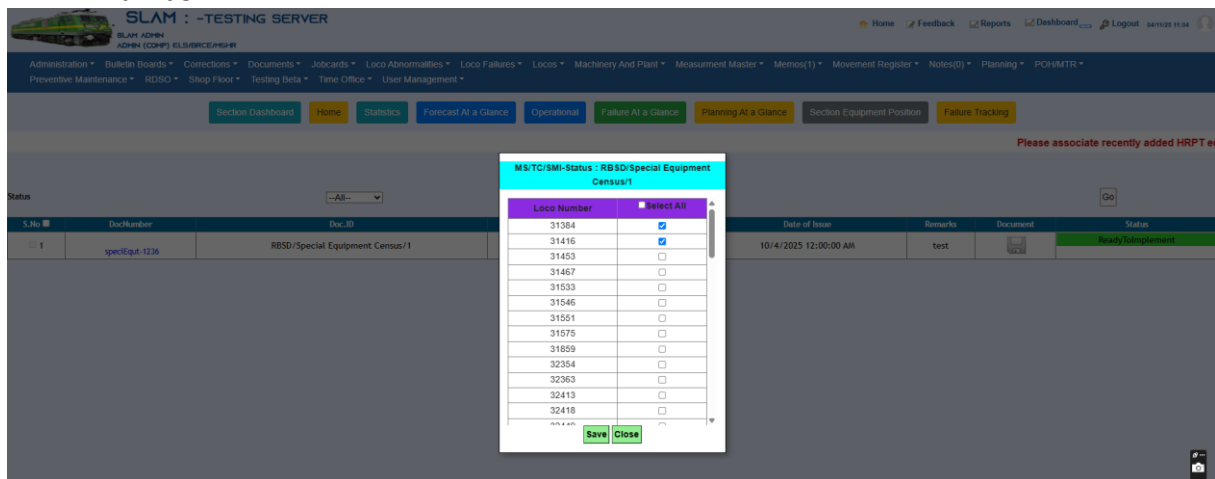 SLAM : -TESTING SERVER
SLAM ADMIN
ADMIN (COMP) ELS/BRCE/MSHR
Home Feedback Reports Dashboard Logout 04/11/25 11:04
Administration Bulletin Boards Corrections Documents Jobcards Loco Abnormalities Loco Failures Locos Machinery And Plant Measurment Master Memos(1) Movement Register Notes(0) Planning POH/MTR
Preventive Maintenance RDSO Shop Floor Testing Beta Time Office User Management
Section Dashboard Home Statistics Forecast At a Glance Operational Failure At a Glance Planning At a Glance Section Equipment Position Failure Tracking
Please associate recently added HRPT
MS/TC/SMI-Status : RBSD/Special Equipment
Census/1
Status --All-- Go
S.No DocNumber Doc.ID Date of Issue Remarks Document Status
1 speciEqut-1236 RBSD/Special Equipment Census/1 10/4/2025 12:00:00 AM test ReadyToImplement
Loco Number Select All
31384
31416
31453
31467
31533
31546
31551
31575
31859
32354
32363
32413
32418
Save Close